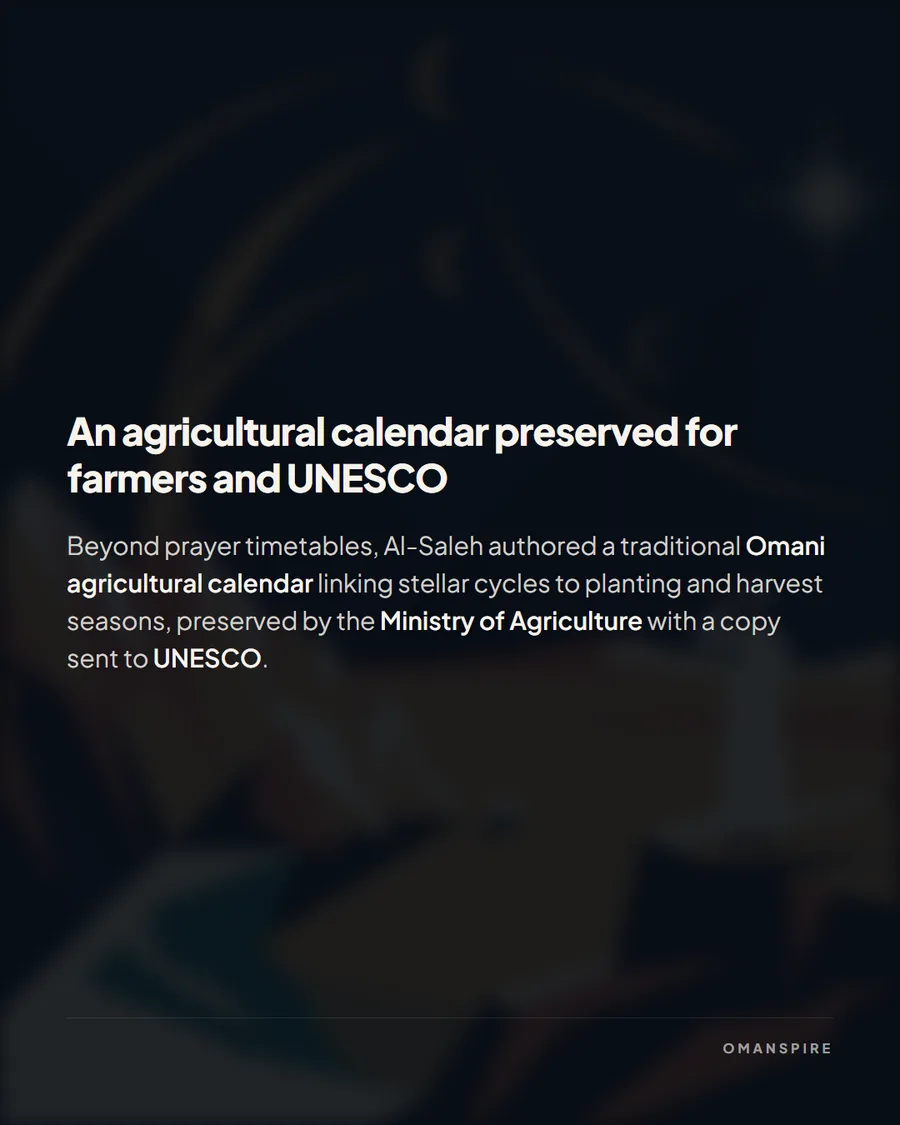 An agricultural calendar preserved for
farmers and UNESCO
Beyond prayer timetables, Al-Saleh authored a traditional Omani
agricultural calendar linking stellar cycles to planting and harvest
seasons, preserved by the Ministry of Agriculture with a copy
sent to UNESCO.
OMANSPIRE